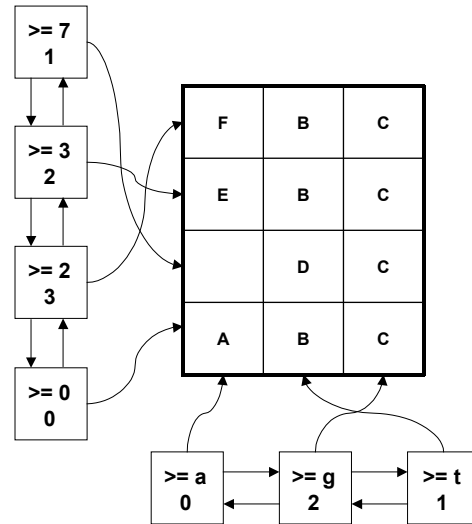 >= 7
1
>= 3
2
>= 2
3
>= 0
0
F B C
E B C
D C
A B C
>= a
0
>= g
2
>= t
1